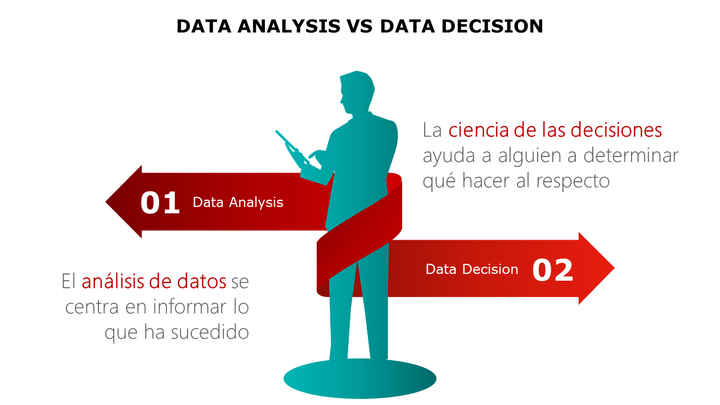 DATA ANALYSIS VS DATA DECISION
La ciencia de las decisiones
ayuda a alguien a determinar
qué hacer al respecto
01 Data Analysis
Data Decision 02
El análisis de datos se
centra en informar lo
que ha sucedido